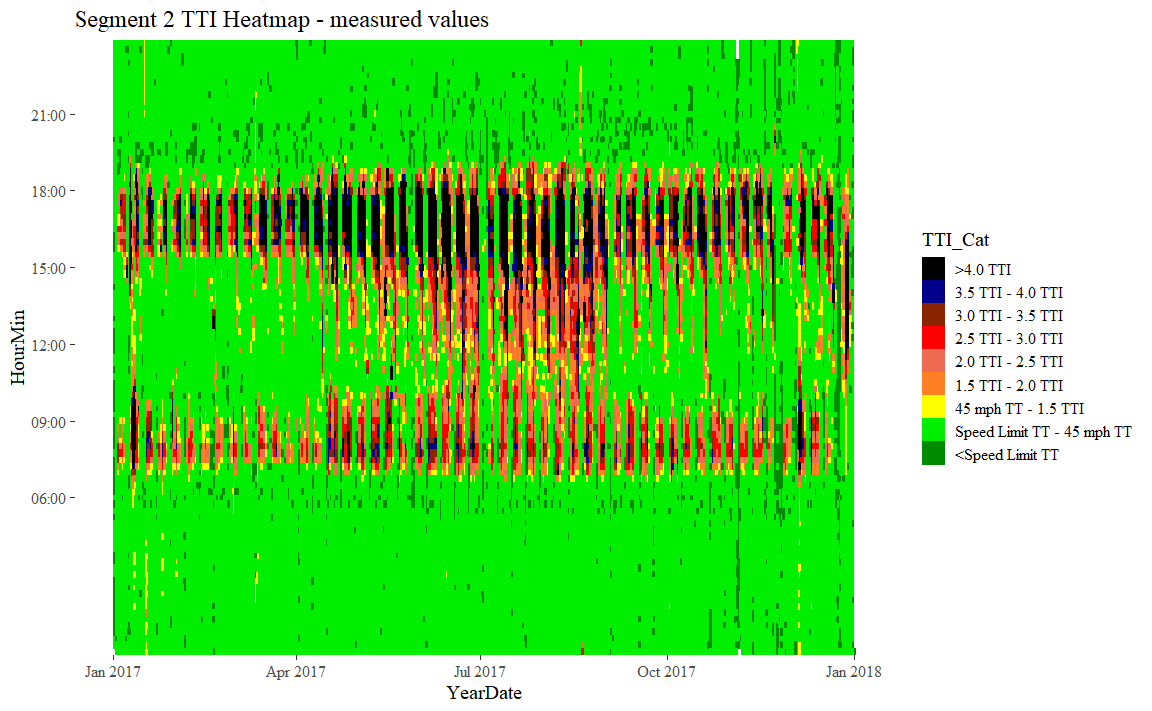 Segment 2 TTI Heatmap - measured values
HourMin
21:00
18:00
15:00
12:00
09:00
06:00
Jan 2017
Apr 2017
Jul 2017
Oct 2017
Jan 2018
YearDate
TTI_Cat
>4.0 TTI
3.5 TTI - 4.0 TTI
3.0 TTI - 3.5 TTI
2.5 TTI - 3.0 TTI
2.0 TTI - 2.5 TTI
1.5 TTI - 2.0 TTI
45 mph TT - 1.5 TTI
Speed Limit TT - 45 mph TT
<Speed Limit TT